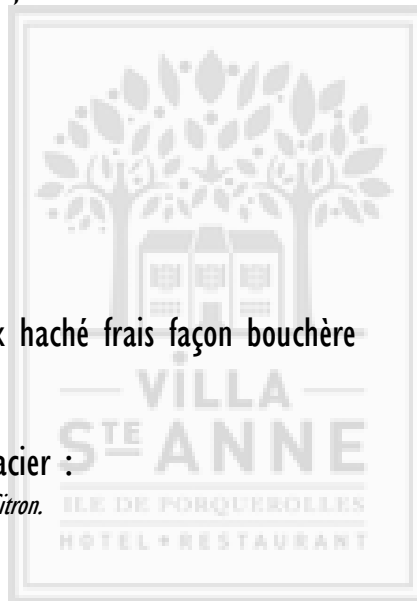 haché frais façon bouchère
VILLA
acier :
STE ANNE
itron.
ILE DE PORQUEROLLES
HOTEL RESTAURANT